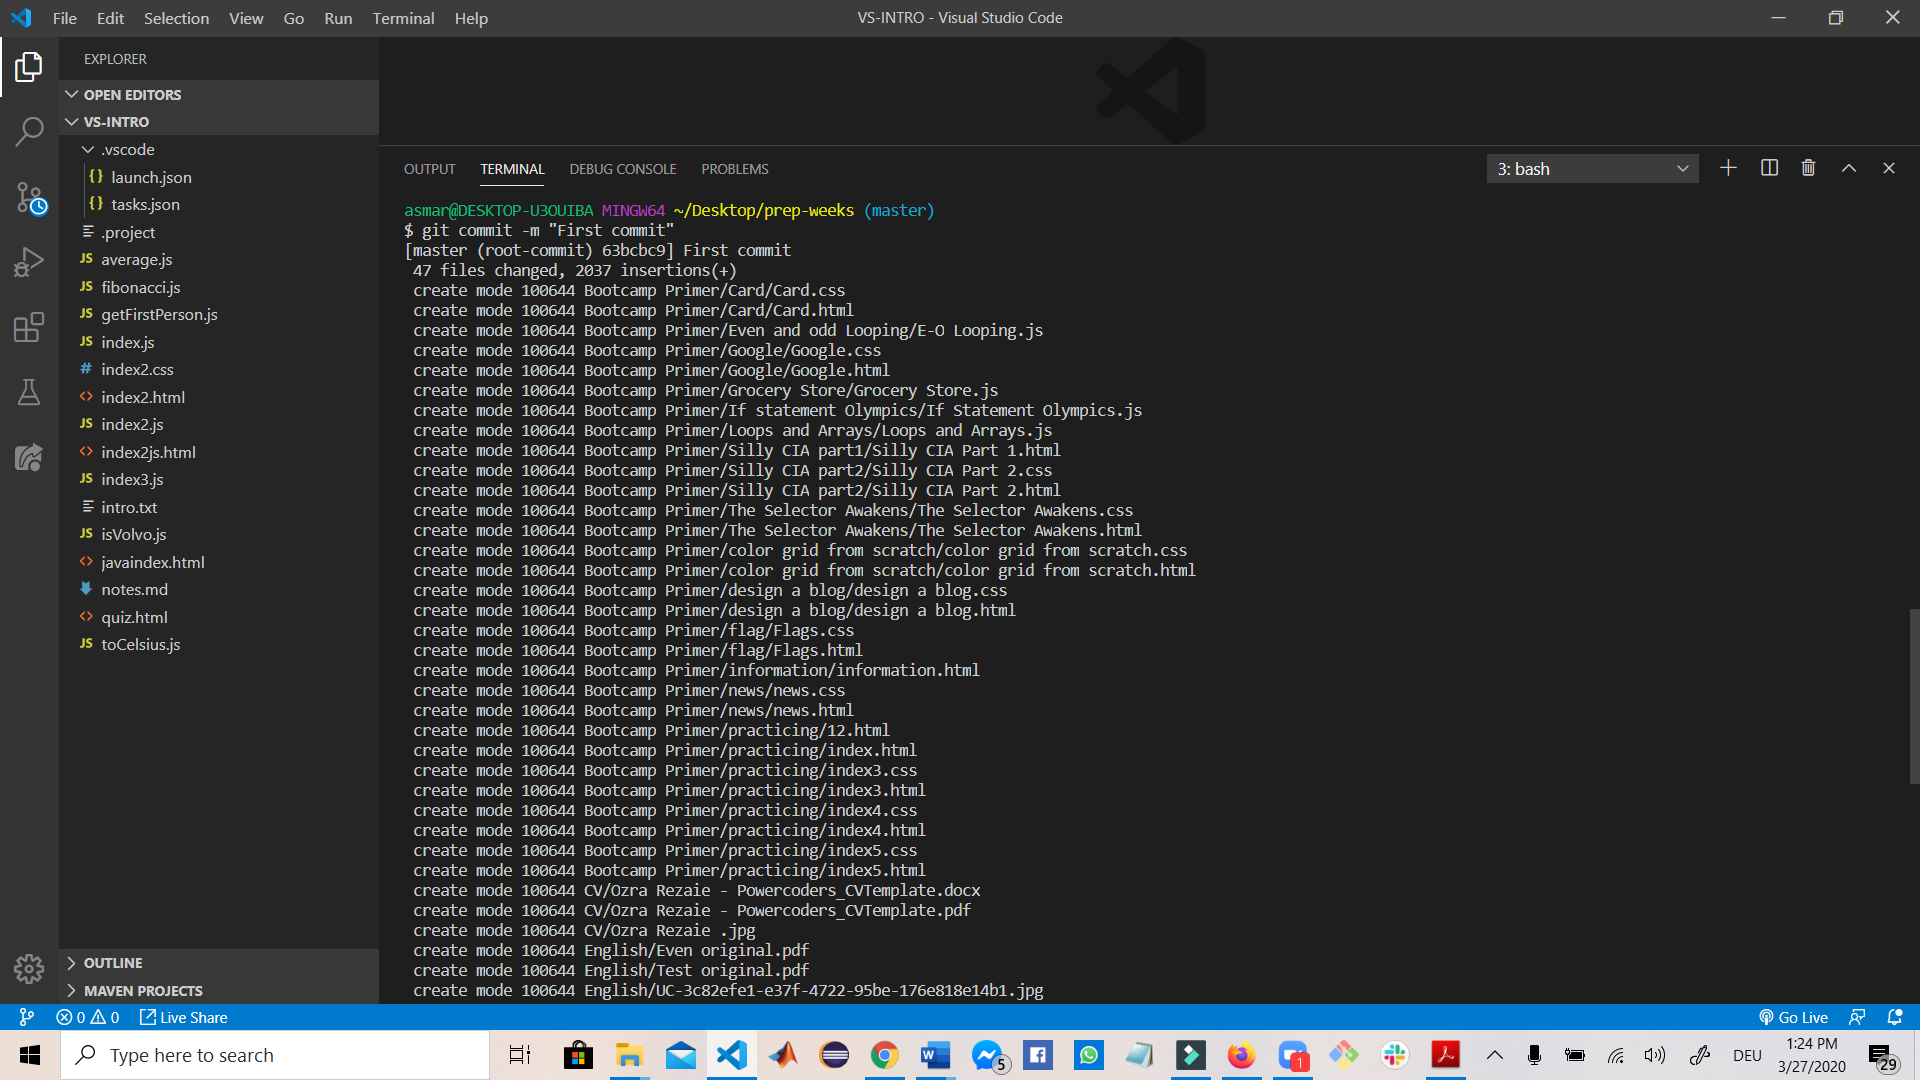 File Edit Selection View Go Run Terminal Help
VS-INTRO - Visual Studio Code
EXPLORER
OPEN EDITORS
VS-INTRO
.vscode
{} launch.json
{} tasks.json
.project
JS average.js
JS fibonacci.js
JS getFirstPerson.js
JS index.js
# index2.css
<> index2.html
JS index2.js
<> index2js.html
JS index3.js
intro.txt
JS isVolvo.js
<> javaindex.html
notes.md
<> quiz.html
JS toCelsius.js
OUTLINE
MAVEN PROJECTS
OUTPUT TERMINAL DEBUG CONSOLE PROBLEMS
3: bash
asmar@DESKTOP-U3OUIBA MINGW64 ~/Desktop/prep-weeks (master)
$ git commit -m "First commit"
[master (root-commit) 63bcbc9] First commit
47 files changed, 2037 insertions(+)
create mode 100644 Bootcamp Primer/Card/Card.css
create mode 100644 Bootcamp Primer/Card/Card.html
create mode 100644 Bootcamp Primer/Even and odd Looping/E-O Looping.js
create mode 100644 Bootcamp Primer/Google/Google.css
create mode 100644 Bootcamp Primer/Google/Google.html
create mode 100644 Bootcamp Primer/Grocery Store/Grocery Store.js
create mode 100644 Bootcamp Primer/If statement Olympics/If Statement Olympics.js
create mode 100644 Bootcamp Primer/Loops and Arrays/Loops and Arrays.js
create mode 100644 Bootcamp Primer/Silly CIA part1/Silly CIA Part 1.html
create mode 100644 Bootcamp Primer/Silly CIA part2/Silly CIA Part 2.css
create mode 100644 Bootcamp Primer/Silly CIA part2/Silly CIA Part 2.html
create mode 100644 Bootcamp Primer/The Selector Awakens/The Selector Awakens.css
create mode 100644 Bootcamp Primer/The Selector Awakens/The Selector Awakens.html
create mode 100644 Bootcamp Primer/color grid from scratch/color grid from scratch.css
create mode 100644 Bootcamp Primer/color grid from scratch/color grid from scratch.html
create mode 100644 Bootcamp Primer/design a blog/design a blog.css
create mode 100644 Bootcamp Primer/design a blog/design a blog.html
create mode 100644 Bootcamp Primer/flag/Flags.css
create mode 100644 Bootcamp Primer/flag/Flags.html
create mode 100644 Bootcamp Primer/information/information.html
create mode 100644 Bootcamp Primer/news/news.css
create mode 100644 Bootcamp Primer/news/news.html
create mode 100644 Bootcamp Primer/practicing/12.html
create mode 100644 Bootcamp Primer/practicing/index.html
create mode 100644 Bootcamp Primer/practicing/index3.css
create mode 100644 Bootcamp Primer/practicing/index3.html
create mode 100644 Bootcamp Primer/practicing/index4.css
create mode 100644 Bootcamp Primer/practicing/index4.html
create mode 100644 Bootcamp Primer/practicing/index5.css
create mode 100644 Bootcamp Primer/practicing/index5.html
create mode 100644 CV/Ozra Rezaie - Powercoders_CVTemplate.docx
create mode 100644 CV/Ozra Rezaie - Powercoders_CVTemplate.pdf
create mode 100644 CV/Ozra Rezaie .jpg
create mode 100644 English/Even original.pdf
create mode 100644 English/Test original.pdf
create mode 100644 English/UC-3c82efe1-e37f-4722-95be-176e818e14b1.jpg
0 0 Live Share
Go Live
Type here to search
5
1
DEU
1:24 PM
3/27/2020
29